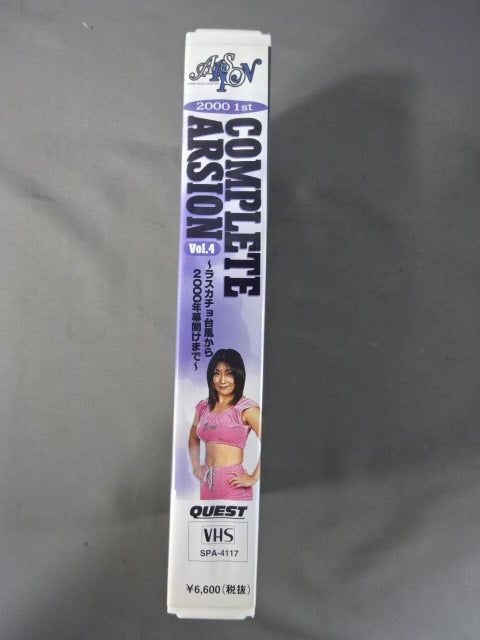 ARSION
2000 1st
COMPLETE
ARSION
Vol.4
～ラスカチョ台風から
2000年幕開けまで～
QUEST
VHS
SPA-4117
¥6,600（税抜）